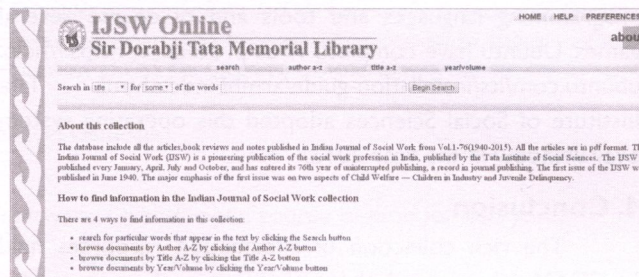 HOME HELP PREFERENCES
IJSW Online
abou
Sir Dorabji Tata Memorial Library
search author a-z title a-z year/volume
Search in title for some of the words Begin Search
About this collection
The database include all the articles,book reviews and notes published in Indian Journal of Social Work from Vol.1-76(1940-2015). All the articles are in pdf format. Th
Indian Journal of Social Work (IJSW) is a pioneering publication of the social work profession in India, published by the Tata Institute of Social Sciences. The IJSW
published every January, April, July and October, and has entered its 76th year of uninterrupted publishing, a record in journal publishing. The first issue of the IJSW w
published in June 1940. The major emphasis of the first issue was on two aspects of Child Welfare — Children in Industry and Juvenile Delinquency.
How to find information in the Indian Journal of Social Work collection
There are 4 ways to find information in this collection:
• search for particular words that appear in the text by clicking the Search button
• browse documents by Author A-Z by clicking the Author A-Z button
• browse documents by Title A-Z by clicking the Title A-Z button
• browse documents by Year/Volume by clicking the Year/Volume button